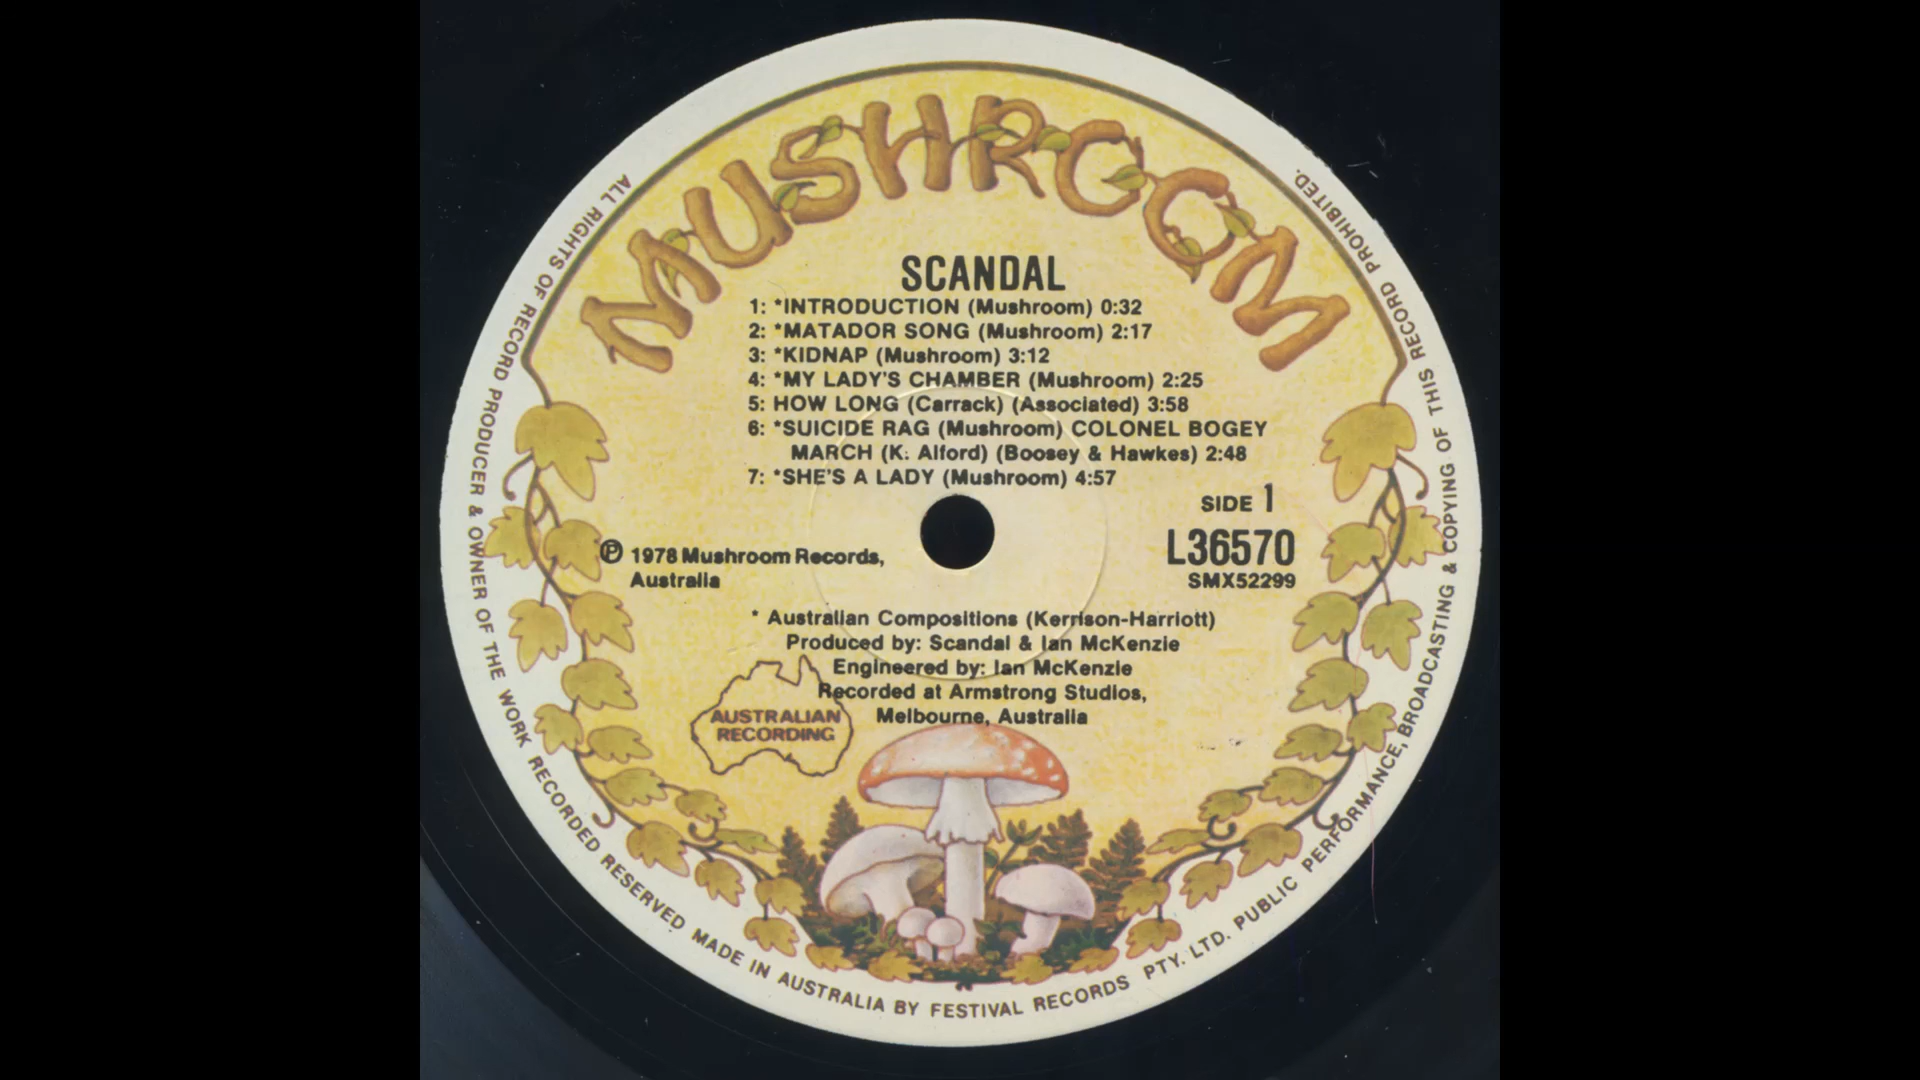 MUSHROOM
SCANDAL
1: *INTRODUCTION (Mushroom) 0:32
2: *MATADOR SONG (Mushroom) 2:17
3: *KIDNAP (Mushroom) 3:12
4: *MY LADY'S CHAMBER (Mushroom) 2:25
5: HOW LONG (Carrack) (Associated) 3:58
6: *SUICIDE RAG (Mushroom) COLONEL BOGEY
MARCH (K. Alford) (Boosey & Hawkes) 2:48
7: *SHE'S A LADY (Mushroom) 4:57
SIDE 1
L36570
SMX52299
℗ 1978 Mushroom Records,
Australia
* Australian Compositions (Kerrison-Harriott)
Produced by: Scandal & Ian McKenzie
Engineered by: Ian McKenzie
Recorded at Armstrong Studios,
Melbourne, Australia
AUSTRALIAN
RECORDING
ALL RIGHTS OF RECORD PRODUCER & OWNER OF THE WORK RECORDED RESERVED MADE IN AUSTRALIA BY FESTIVAL RECORDS PTY. LTD. PUBLIC PERFORMANCE, BROADCASTING & COPYING OF THIS RECORD PROHIBITED.